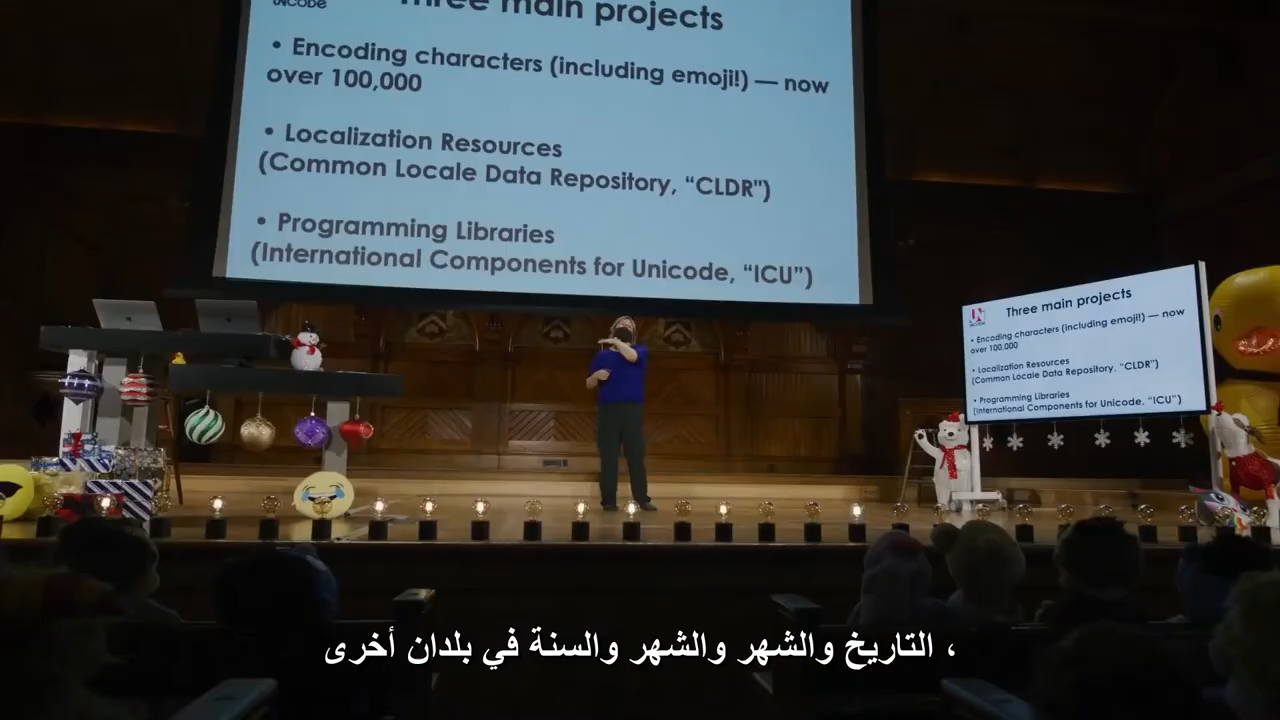 UNICODE
Three main projects
• Encoding characters (including emoji!) — now
over 100,000
• Localization Resources
(Common Locale Data Repository, “CLDR")
• Programming Libraries
(International Components for Unicode, “ICU”)
Three main projects
• Encoding characters (including emoji!) — now
over 100,000
• Localization Resources
(Common Locale Data Repository, “CLDR”)
• Programming Libraries
(International Components for Unicode, “ICU”)
، التاريخ والشهر والشهر والسنة في بلدان أخرى